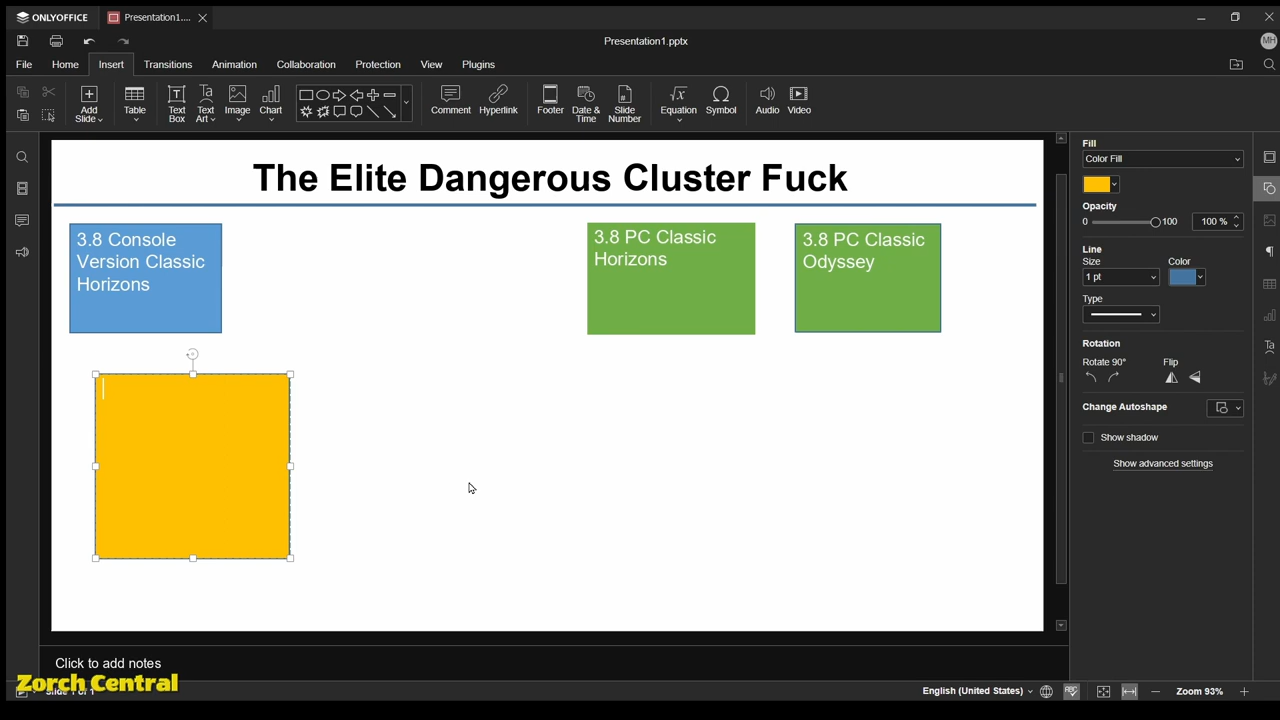 ONLYOFFICE
Presentation1....
Presentation1.pptx
MH
File
Home
Insert
Transitions
Animation
Collaboration
Protection
View
Plugins
Add Slide
Table
Text Box
Text Art
Image
Chart
Comment
Hyperlink
Footer
Date & Time
Slide Number
Equation
Symbol
Audio
Video
The Elite Dangerous Cluster Fuck
3.8 Console
Version Classic
Horizons
3.8 PC Classic
Horizons
3.8 PC Classic
Odyssey
Fill
Color Fill
Opacity
0
100
100 %
Line
Size
Color
1 pt
Type
Rotation
Rotate 90°
Flip
Change Autoshape
Show shadow
Show advanced settings
Click to add notes
Zorch Central
Slide 1 of 1
English (United States)
Zoom 93%